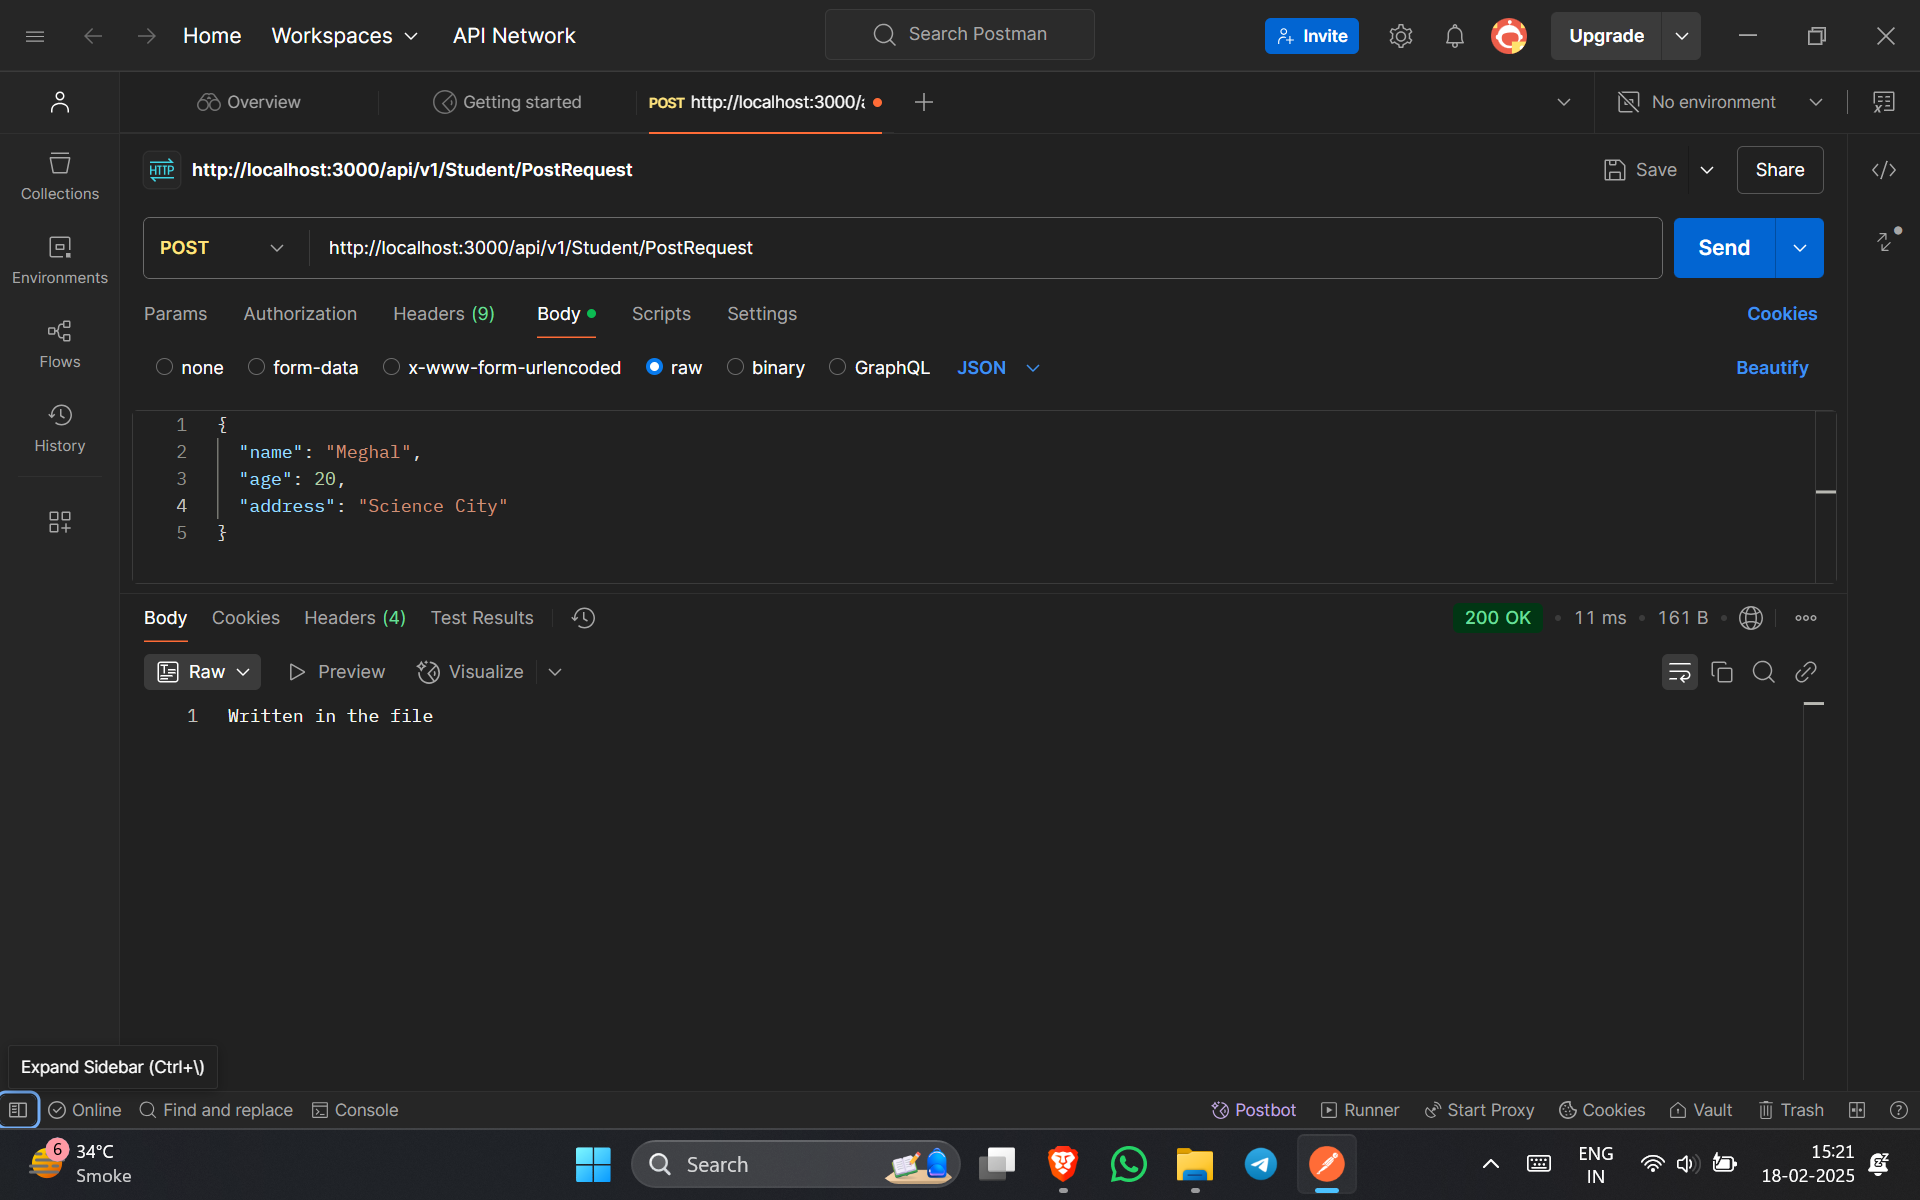 Home Workspaces API Network Search Postman Invite Upgrade
Overview Getting started POST http://localhost:3000/a No environment
HTTP http://localhost:3000/api/v1/Student/PostRequest Save Share
Collections
POST http://localhost:3000/api/v1/Student/PostRequest Send
Environments
Params Authorization Headers (9) Body Scripts Settings Cookies
Flows
none form-data x-www-form-urlencoded raw binary GraphQL JSON Beautify
History
1 {
2 "name": "Meghal",
3 "age": 20,
4 "address": "Science City"
5 }
Body Cookies Headers (4) Test Results 200 OK • 11 ms • 161 B •
Raw Preview Visualize
1 Written in the file
Expand Sidebar (Ctrl+\)
Online Find and replace Console Postbot Runner Start Proxy Cookies Vault Trash
6 34°C
Smoke
Search
ENG
IN
15:21
18-02-2025